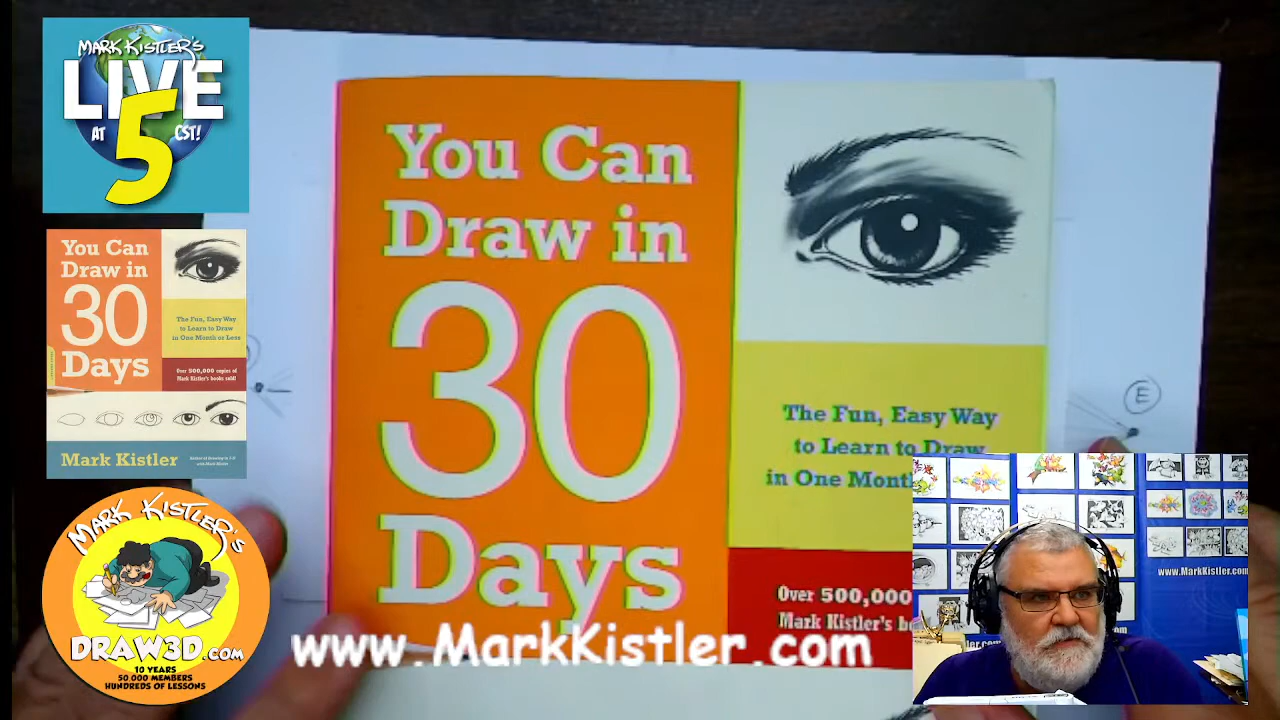 MARK KISTLER'S
LIVE
AT 5 CST!
You Can
Draw in
30
Days
The Fun, Easy Way
to Learn to Draw
in One Month or Less
Over 500,000 copies of
Mark Kistler's books sold!
Mark Kistler
MARK KISTLER'S
DRAW3D.com
10 YEARS
50,000 MEMBERS
HUNDREDS OF LESSONS
You Can
Draw in
30
Days
The Fun, Easy Way
to Learn to Draw
in One Month
Over 500,000
Mark Kistler's
E
www.MarkKistler.com
www.MarkKistler.com